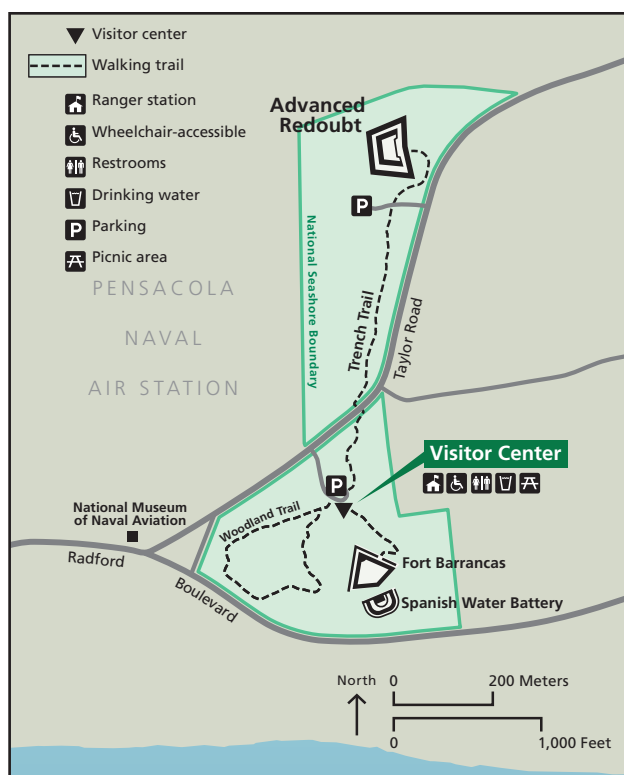 Visitor center
Walking trail
Ranger station
Wheelchair-accessible
Restrooms
Drinking water
P
Parking
Picnic area
Advanced
Redoubt
P
National Seashore Boundary
PENSACOLA
NAVAL
AIR STATION
Trench Trail
Taylor Road
Visitor Center
P
National Museum
of Naval Aviation
Woodland Trail
Radford
Boulevard
Fort Barrancas
Spanish Water Battery
North
0
200 Meters
0
1,000 Feet